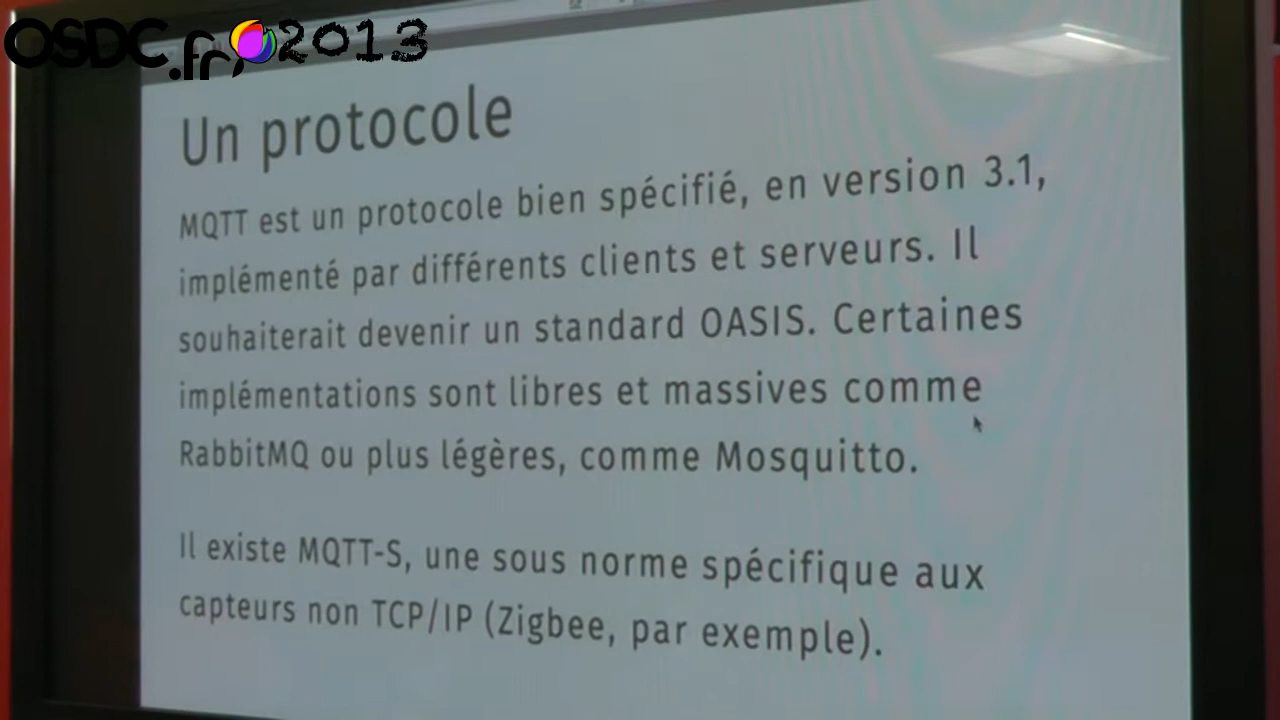 OSDC.fr 2013
Un protocole
MQTT est un protocole bien spécifié, en version 3.1,
implémenté par différents clients et serveurs. Il
souhaiterait devenir un standard OASIS. Certaines
implémentations sont libres et massives comme
RabbitMQ ou plus légères, comme Mosquitto.
Il existe MQTT-S, une sous norme spécifique aux
capteurs non TCP/IP (Zigbee, par exemple).